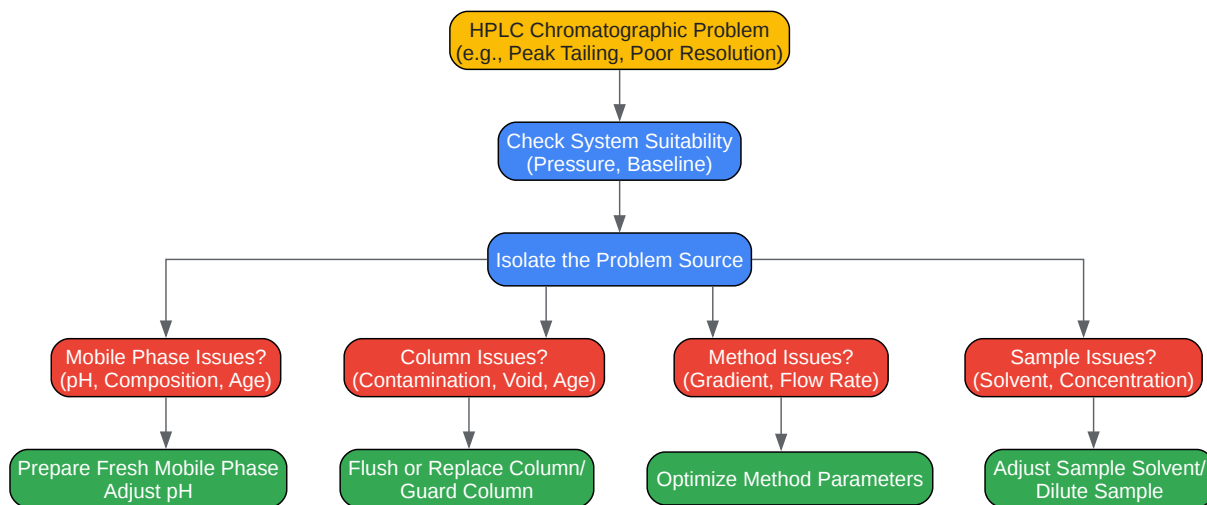 HPLC Chromatographic Problem
(e.g., Peak Tailing, Poor Resolution)
Check System Suitability
(Pressure, Baseline)
Isolate the Problem Source
Mobile Phase Issues?
(pH, Composition, Age)
Column Issues?
(Contamination, Void, Age)
Method Issues?
(Gradient, Flow Rate)
Sample Issues?
(Solvent, Concentration)
Prepare Fresh Mobile Phase
Adjust pH
Flush or Replace Column/
Guard Column
Optimize Method Parameters
Adjust Sample Solvent/
Dilute Sample